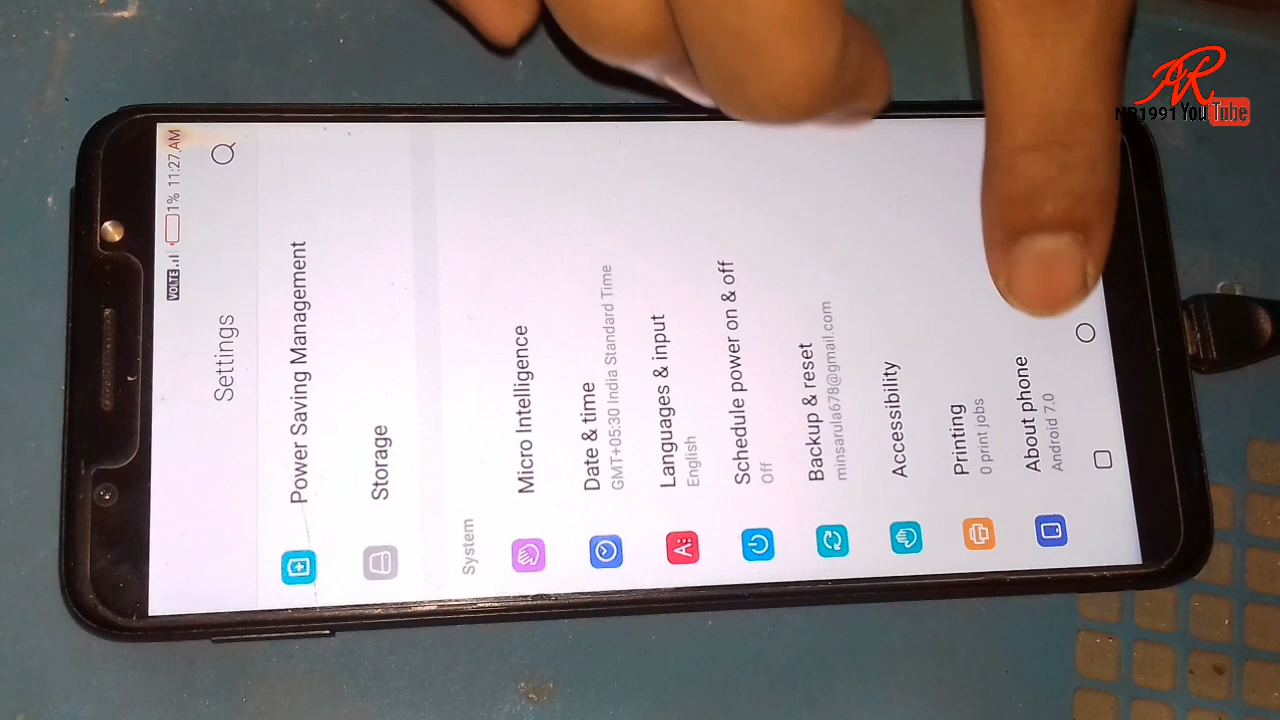 VOLTE 1% 11:27 AM
Settings
Power Saving Management
Storage
System
Micro Intelligence
Date & time
GMT+05:30 India Standard Time
Languages & input
English
Schedule power on & off
Off
Backup & reset
minsarula678@gmail.com
Accessibility
Printing
0 print jobs
About phone
Android 7.0
NR
NR1991 YouTube